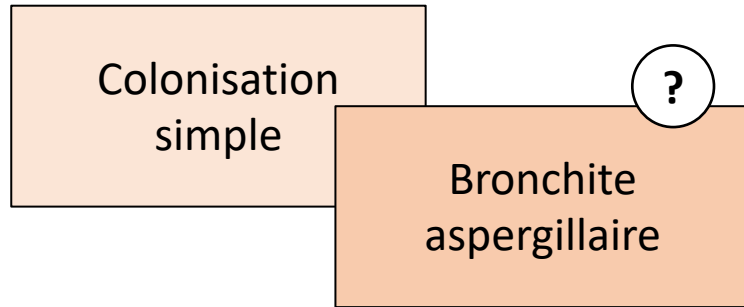 Colonisation
simple
?
Bronchite
aspergillaire